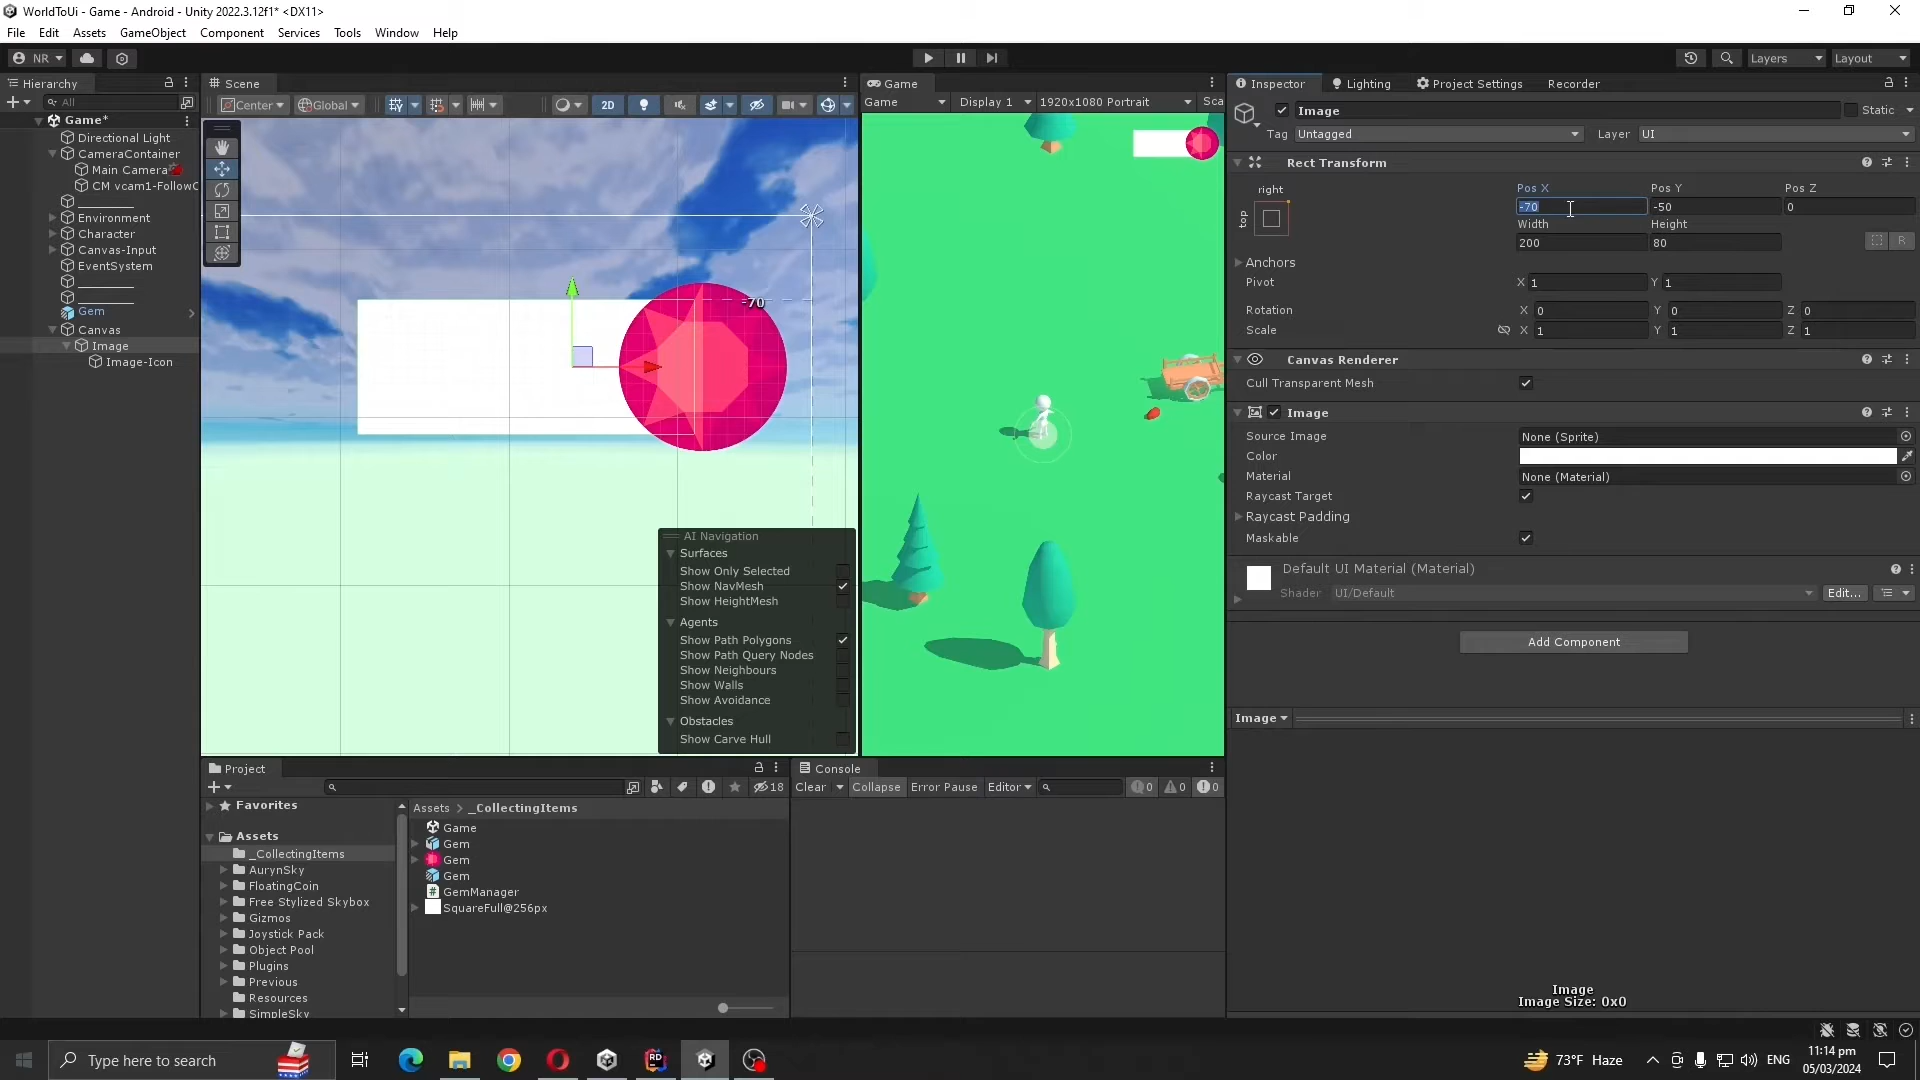 WorldToUi - Game - Android - Unity 2022.3.12f1* <DX11>
File Edit Assets GameObject Component Services Tools Window Help
NR Layers Layout
Hierarchy
All
Game*
Directional Light
CameraContainer
Main Camera
CM vcam1-FollowC
_________
Environment
Character
Canvas-Input
EventSystem
_________
_________
Gem
Canvas
Image
Image-Icon
Scene
Center Global 2D
-70
AI Navigation
Surfaces
Show Only Selected
Show NavMesh
Show HeightMesh
Agents
Show Path Polygons
Show Path Query Nodes
Show Neighbours
Show Walls
Show Avoidance
Obstacles
Show Carve Hull
Game
Game Display 1 1920x1080 Portrait Sca
Inspector Lighting Project Settings Recorder
Image Static
Tag Untagged Layer UI
Rect Transform
right
top
Pos X Pos Y Pos Z
-70 -50 0
Width Height
200 80
R
Anchors
Pivot X 1 Y 1
Rotation X 0 Y 0 Z 0
Scale X 1 Y 1 Z 1
Canvas Renderer
Cull Transparent Mesh
Image
Source Image None (Sprite)
Color
Material None (Material)
Raycast Target
Raycast Padding
Maskable
Default UI Material (Material)
Shader UI/Default Edit...
Add Component
Image
Image
Image Size: 0x0
Project
18
Favorites
Assets
_CollectingItems
AurynSky
FloatingCoin
Free Stylized Skybox
Gizmos
Joystick Pack
Object Pool
Plugins
Previous
Resources
SimpleSky
Assets > _CollectingItems
Game
Gem
Gem
Gem
GemManager
SquareFull@256px
Console
Clear Collapse Error Pause Editor 0 0 0
Type here to search
73°F Haze
ENG
11:14 pm
05/03/2024